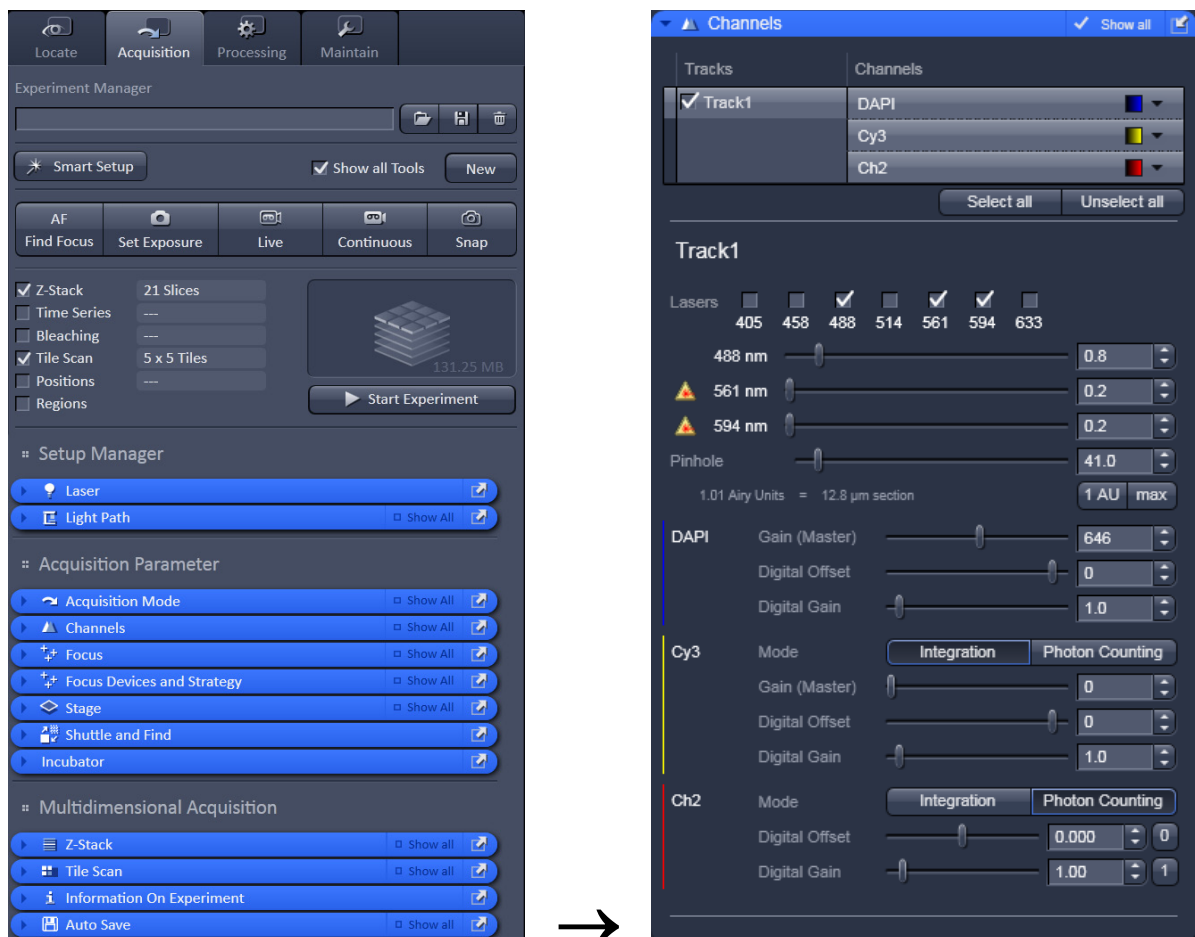 Locate
Acquisition
Processing
Maintain
Experiment Manager
Smart Setup
Show all Tools
New
AF
Find Focus
Set Exposure
Live
Continuous
Snap
Z-Stack 21 Slices
Time Series ---
Bleaching ---
Tile Scan 5 x 5 Tiles
Positions ---
Regions
131.25 MB
Start Experiment
Setup Manager
Laser
Light Path Show All
Acquisition Parameter
Acquisition Mode Show All
Channels Show All
Focus Show All
Focus Devices and Strategy Show All
Stage Show All
Shuttle and Find
Incubator
Multidimensional Acquisition
Z-Stack Show all
Tile Scan Show all
Information On Experiment
Auto Save Show all
→
Channels Show all
Tracks Channels
Track1 DAPI
Cy3
Ch2
Select all Unselect all
Track1
Lasers
405 458 488 514 561 594 633
488 nm 0.8
561 nm 0.2
594 nm 0.2
Pinhole 41.0
1.01 Airy Units = 12.8 µm section 1 AU max
DAPI Gain (Master) 646
Digital Offset 0
Digital Gain 1.0
Cy3 Mode Integration Photon Counting
Gain (Master) 0
Digital Offset 0
Digital Gain 1.0
Ch2 Mode Integration Photon Counting
Digital Offset 0.000 0
Digital Gain 1.00 1